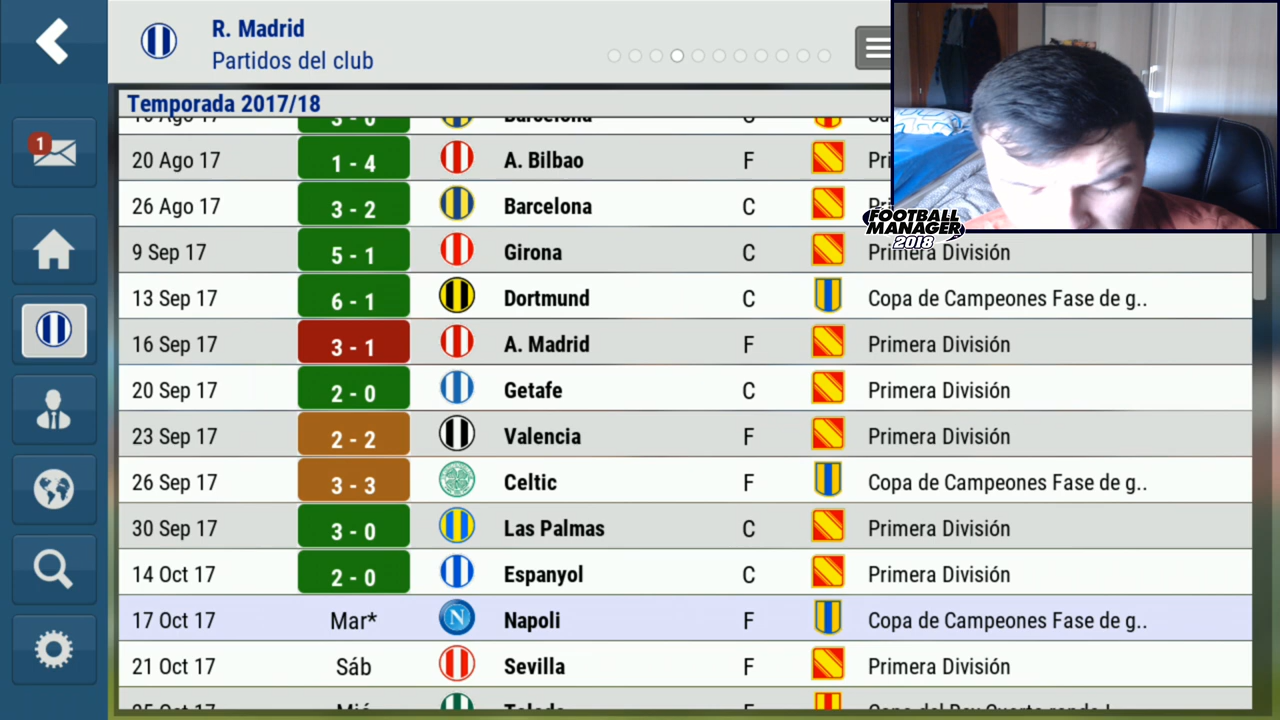 R. Madrid
Partidos del club
Temporada 2017/18
3 - 0 Barcelona C
20 Ago 17 1 - 4 A. Bilbao F Pri
26 Ago 17 3 - 2 Barcelona C
9 Sep 17 5 - 1 Girona C Primera División
13 Sep 17 6 - 1 Dortmund C Copa de Campeones Fase de g..
16 Sep 17 3 - 1 A. Madrid F Primera División
20 Sep 17 2 - 0 Getafe C Primera División
23 Sep 17 2 - 2 Valencia F Primera División
26 Sep 17 3 - 3 Celtic F Copa de Campeones Fase de g..
30 Sep 17 3 - 0 Las Palmas C Primera División
14 Oct 17 2 - 0 Espanyol C Primera División
17 Oct 17 Mar* N Napoli F Copa de Campeones Fase de g..
21 Oct 17 Sáb Sevilla F Primera División
1
FOOTBALL
MANAGER
2018